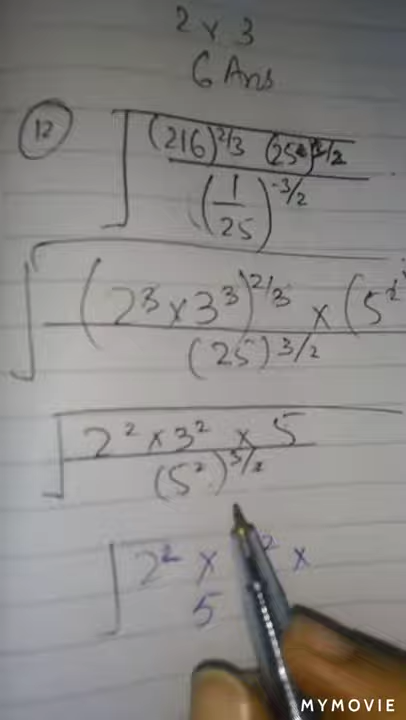 2 x 3
6 Ans
12
√ (216)^2/3 (25)^1/2
(1/25)^-3/2
√ (2^3 x 3^3)^2/3 x (5^2
(25)^3/2
√ 2^2 x 3^2 x 5
(5^2)^3/2
√ 2^2 x ^2 x
5
MYMOVIE